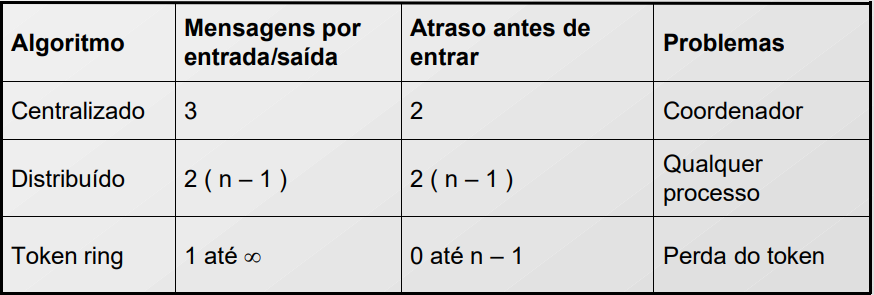 Algoritmo
Mensagens por
entrada/saída
Atraso antes de
entrar
Problemas
Centralizado
3
2
Coordenador
Distribuído
2 ( n – 1 )
2 ( n – 1 )
Qualquer
processo
Token ring
1 até ∞
0 até n – 1
Perda do token